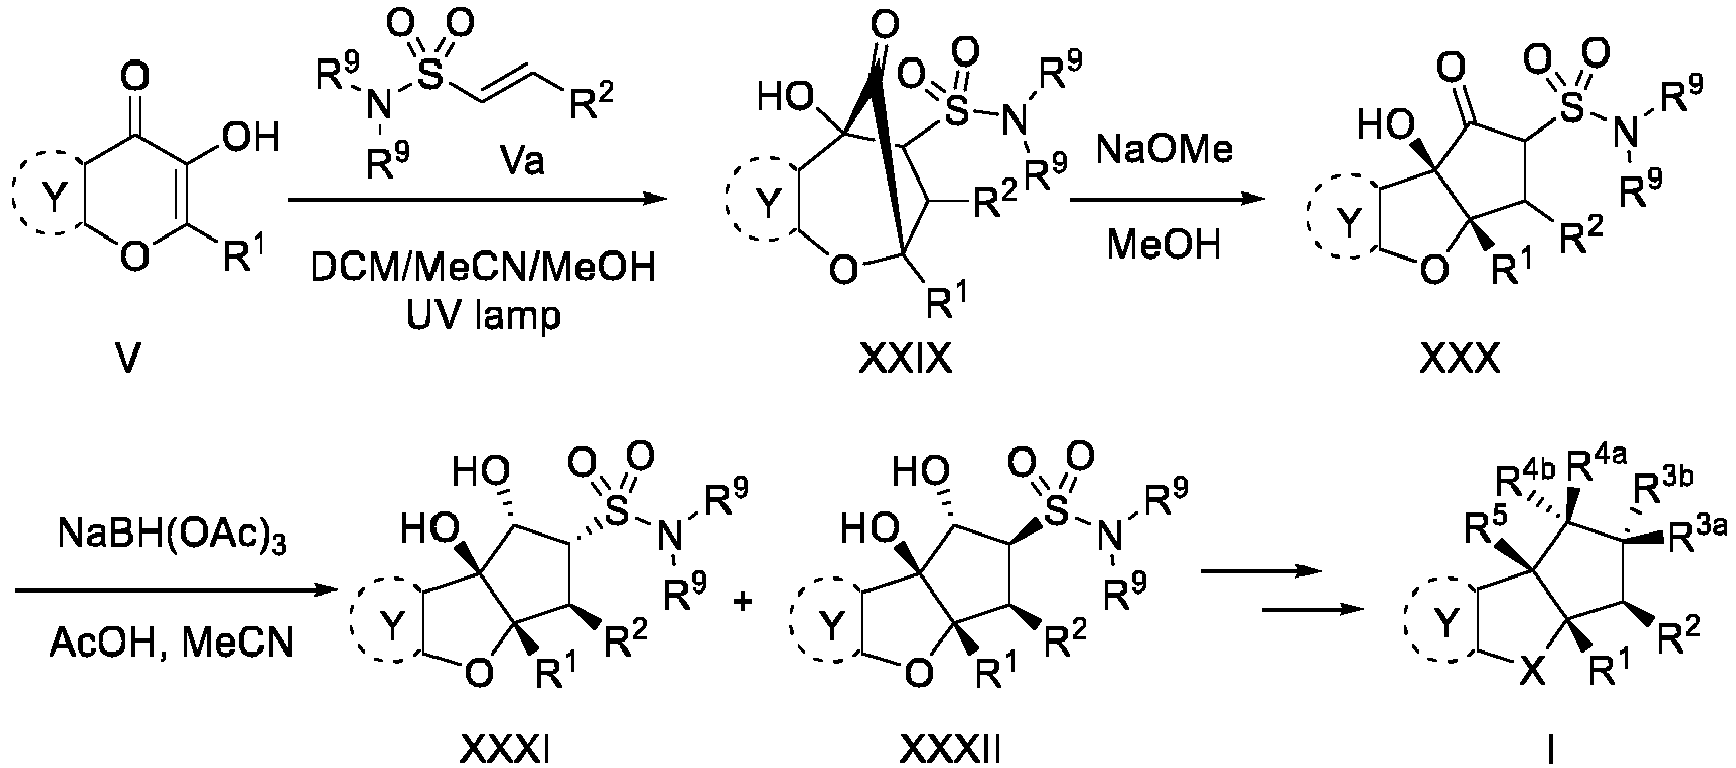 O
OH
Y
O
R¹
V
O O
R⁹
S
N
R²
R⁹
Va
DCM/MeCN/MeOH
UV lamp
O
HO
O O
S
N
R⁹
R⁹
Y
R²
O
R¹
XXIX
NaOMe
MeOH
O
O O
HO
S
N
R⁹
R⁹
Y
R²
O
R¹
XXX
NaBH(OAc)₃
AcOH, MeCN
HO
O O
HO
S
N
R⁹
R⁹
Y
R²
O
R¹
XXXI
+
HO
O O
HO
S
N
R⁹
R⁹
Y
R²
O
R¹
XXXII
R⁴ᵇ
R⁴ᵃ
R³ᵇ
R⁵
R³ᵃ
Y
R²
X
R¹
I